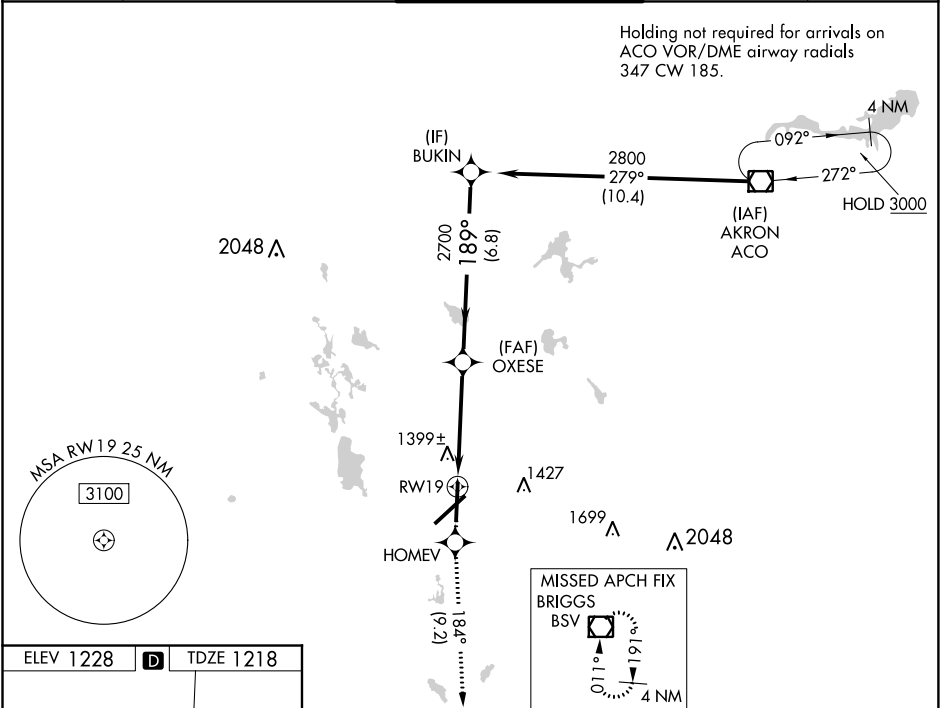 Holding not required for arrivals on
ACO VOR/DME airway radials
347 CW 185.
4 NM
092°
272°
HOLD 3000
(IF)
BUKIN
2800
279°
(10.4)
(IAF)
AKRON
ACO
2048
2700
189°
(6.8)
(FAF)
OXESE
1399±
RW19
1427
1699
2048
HOMEV
MSA RW19 25 NM
3100
184°
(9.2)
MISSED APCH FIX
BRIGGS
BSV
191°
011°
4 NM
ELEV 1228 D TDZE 1218